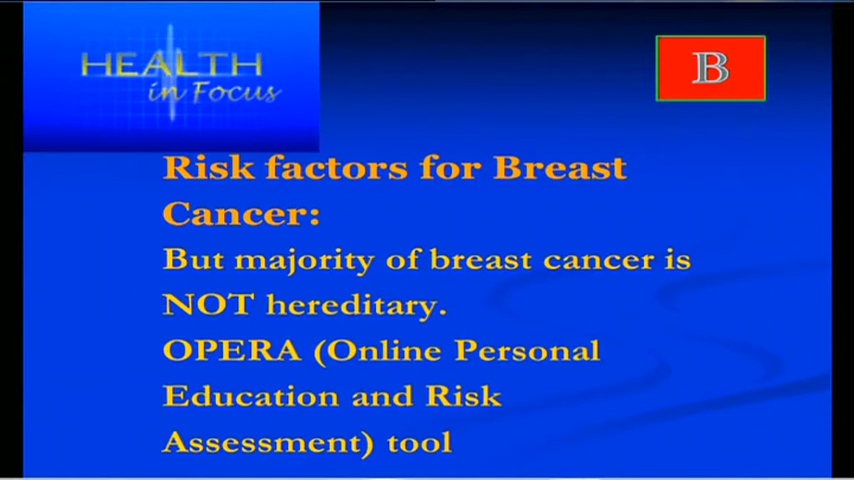 HEALTH
in Focus
B
Risk factors for Breast
Cancer:
But majority of breast cancer is
NOT hereditary.
OPERA (Online Personal
Education and Risk
Assessment) tool